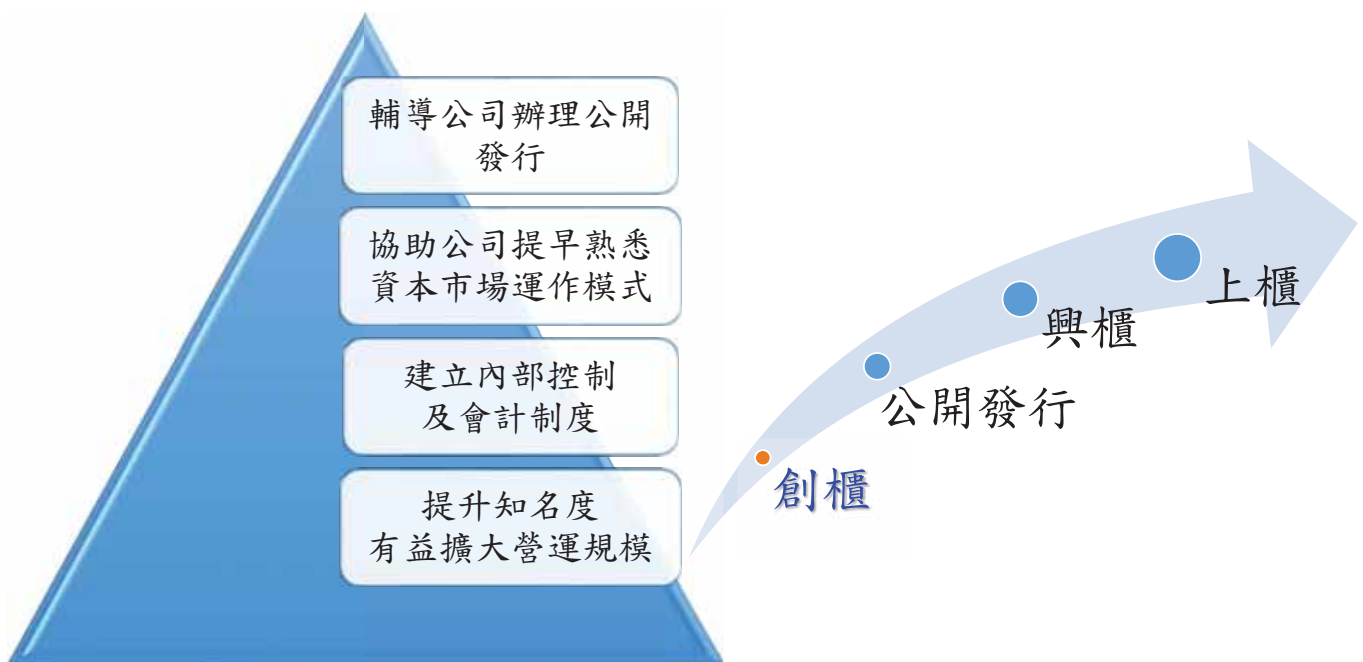 輔導公司辦理公開
發行
協助公司提早熟悉
資本市場運作模式
建立內部控制
及會計制度
提升知名度
有益擴大營運規模
創櫃
公開發行
興櫃
上櫃